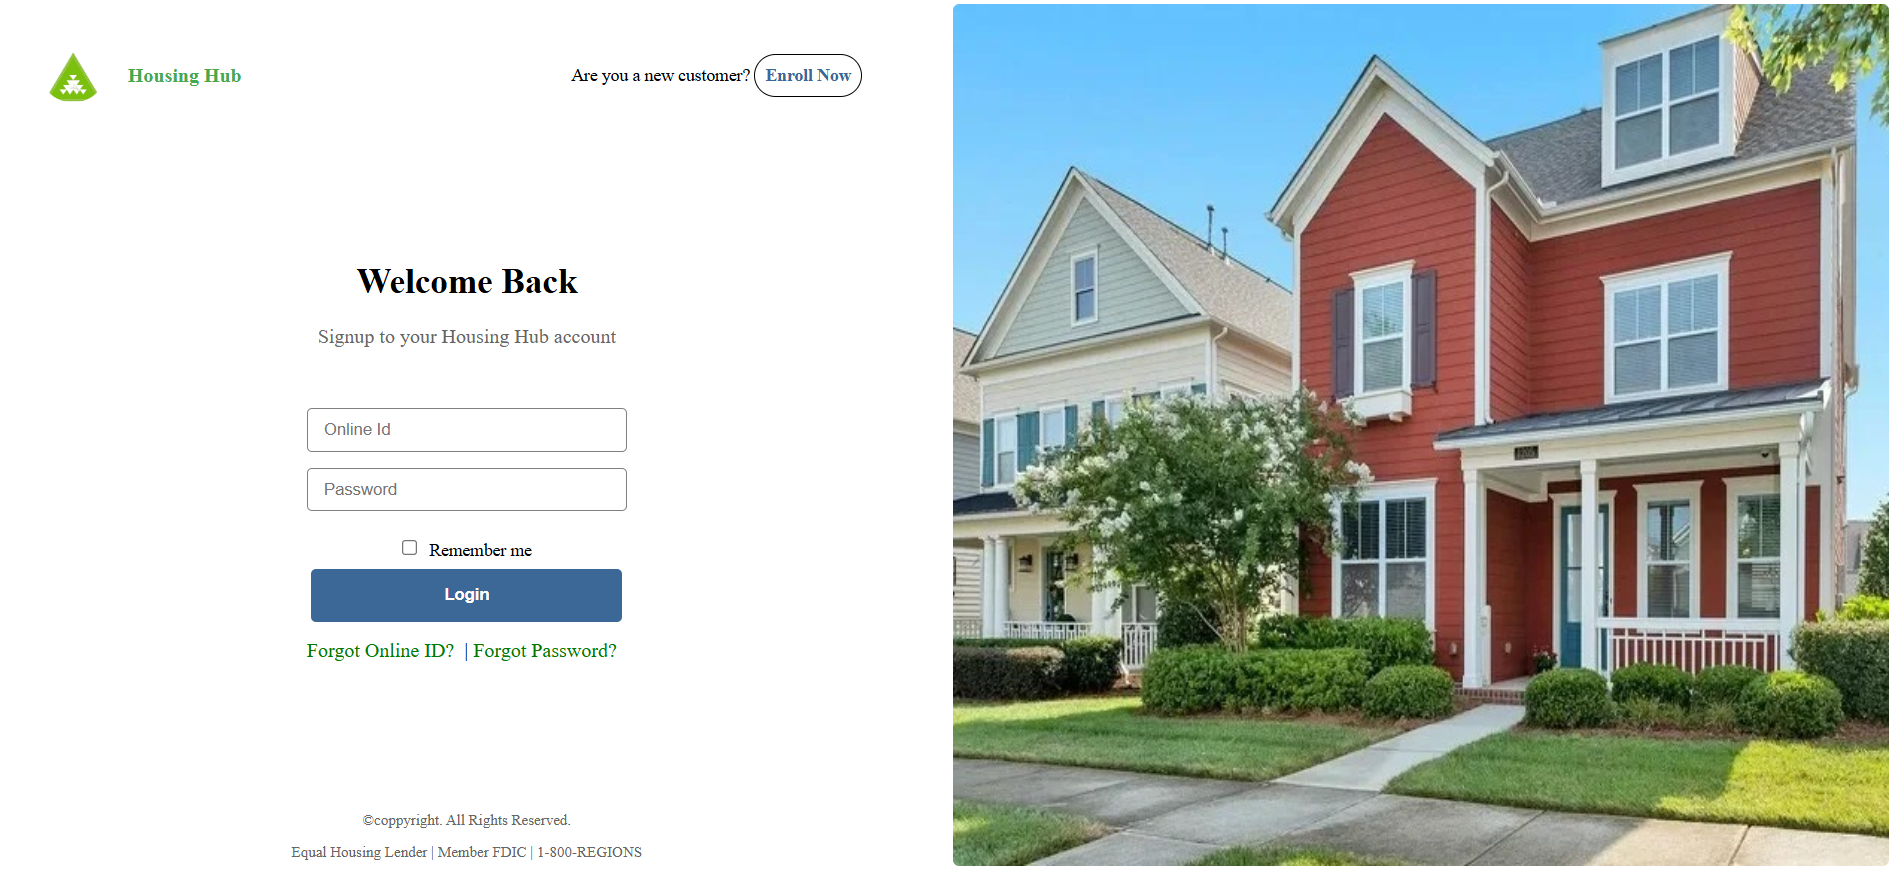 Housing Hub
Are you a new customer? Enroll Now
Welcome Back
Signup to your Housing Hub account
Online Id
Password
Remember me
Login
Forgot Online ID? | Forgot Password?
©coppyright. All Rights Reserved.
Equal Housing Lender | Member FDIC | 1-800-REGIONS